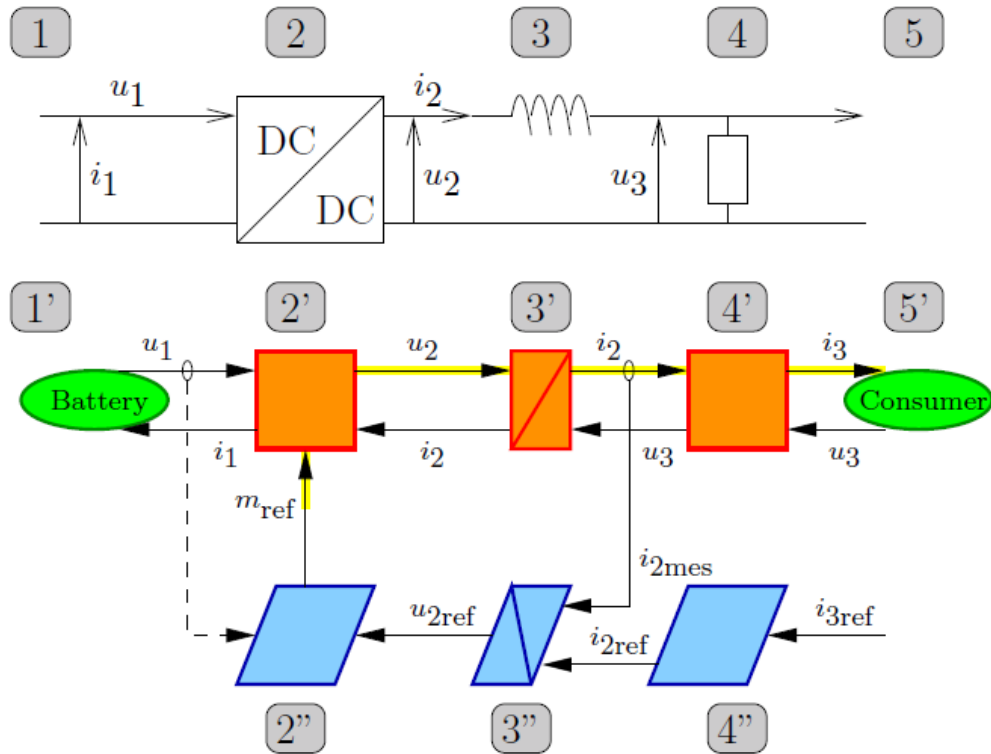 1 2 3 4 5
u1 i2
DC
i1 u2 u3
DC
1' 2' 3' 4' 5'
u1 u2 i2 i3
Battery Consumer
i1 i2 u3 u3
mref
i2mes
u2ref i3ref
i2ref
2" 3" 4"